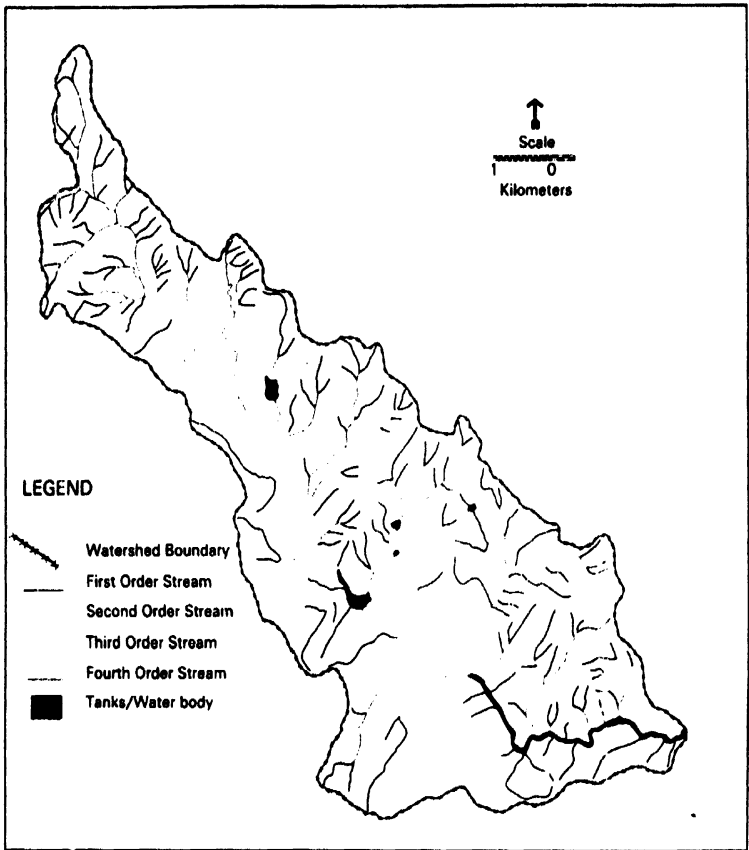 Scale
1 0
Kilometers
LEGEND
Watershed Boundary
First Order Stream
Second Order Stream
Third Order Stream
Fourth Order Stream
Tanks/Water body